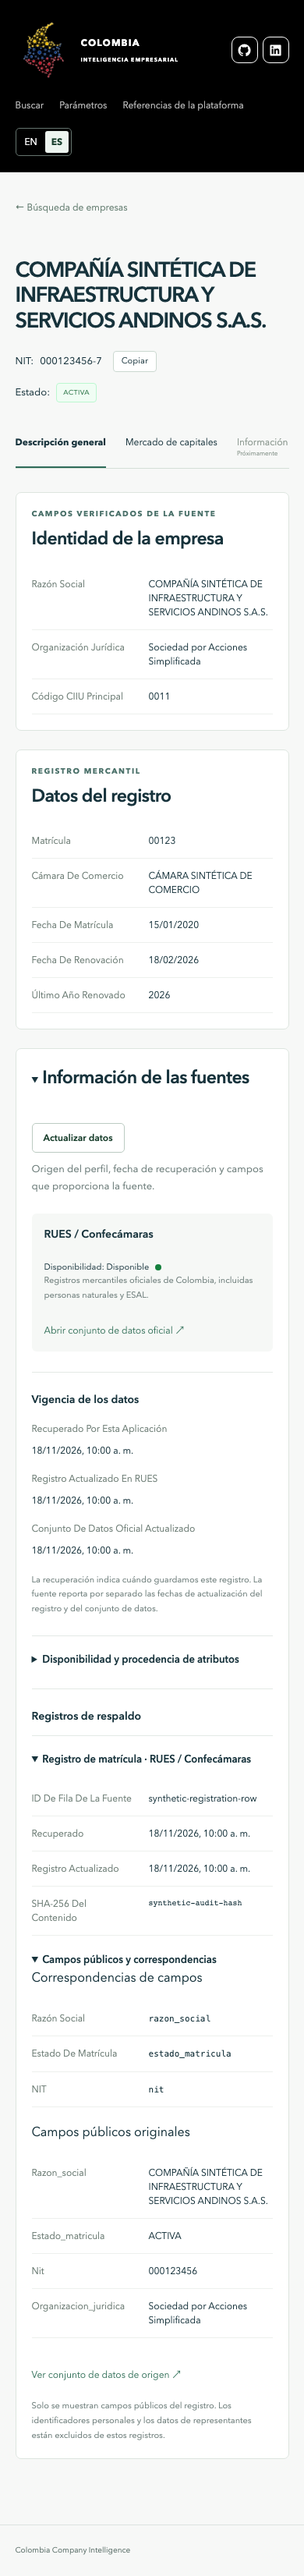 COLOMBIA
INTELIGENCIA EMPRESARIAL
Buscar Parámetros Referencias de la plataforma
EN ES
← Búsqueda de empresas
COMPAÑÍA SINTÉTICA DE
INFRAESTRUCTURA Y
SERVICIOS ANDINOS S.A.S.
NIT: 000123456-7 Copiar
Estado: ACTIVA
Descripción general Mercado de capitales Información
Próximamente
CAMPOS VERIFICADOS DE LA FUENTE
Identidad de la empresa
Razón Social COMPAÑÍA SINTÉTICA DE
INFRAESTRUCTURA Y
SERVICIOS ANDINOS S.A.S.
Organización Jurídica Sociedad por Acciones
Simplificada
Código CIIU Principal 0011
REGISTRO MERCANTIL
Datos del registro
Matrícula 00123
Cámara De Comercio CÁMARA SINTÉTICA DE
COMERCIO
Fecha De Matrícula 15/01/2020
Fecha De Renovación 18/02/2026
Último Año Renovado 2026
▼ Información de las fuentes
Actualizar datos
Origen del perfil, fecha de recuperación y campos
que proporciona la fuente.
RUES / Confecámaras
Disponibilidad: Disponible
Registros mercantiles oficiales de Colombia, incluidas
personas naturales y ESAL.
Abrir conjunto de datos oficial ↗
Vigencia de los datos
Recuperado Por Esta Aplicación
18/11/2026, 10:00 a. m.
Registro Actualizado En RUES
18/11/2026, 10:00 a. m.
Conjunto De Datos Oficial Actualizado
18/11/2026, 10:00 a. m.
La recuperación indica cuándo guardamos este registro. La
fuente reporta por separado las fechas de actualización del
registro y del conjunto de datos.
▶ Disponibilidad y procedencia de atributos
Registros de respaldo
▼ Registro de matrícula · RUES / Confecámaras
ID De Fila De La Fuente synthetic-registration-row
Recuperado 18/11/2026, 10:00 a. m.
Registro Actualizado 18/11/2026, 10:00 a. m.
SHA-256 Del synthetic-audit-hash
Contenido
▼ Campos públicos y correspondencias
Correspondencias de campos
Razón Social razon_social
Estado De Matrícula estado_matricula
NIT nit
Campos públicos originales
Razon_social COMPAÑÍA SINTÉTICA DE
INFRAESTRUCTURA Y
SERVICIOS ANDINOS S.A.S.
Estado_matricula ACTIVA
Nit 000123456
Organizacion_juridica Sociedad por Acciones
Simplificada
Ver conjunto de datos de origen ↗
Solo se muestran campos públicos del registro. Los
identificadores personales y los datos de representantes
están excluidos de estos registros.
Colombia Company Intelligence